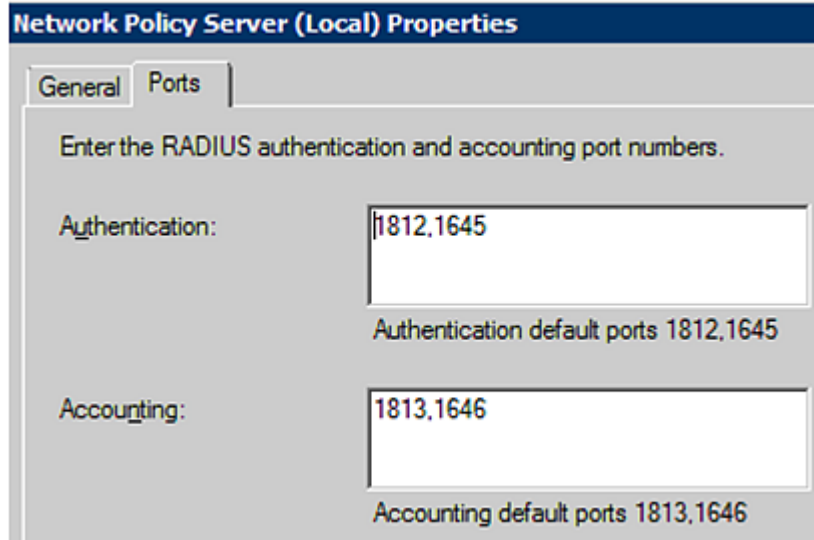 Network Policy Server (Local) Properties
General Ports
Enter the RADIUS authentication and accounting port numbers.
Authentication: 1812,1645
Authentication default ports 1812,1645
Accounting: 1813,1646
Accounting default ports 1813,1646